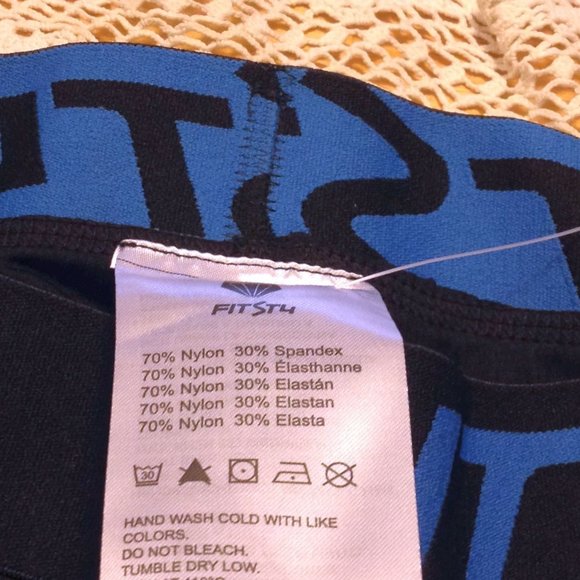 FITSTY
70% Nylon 30% Spandex
70% Nylon 30% Élasthanne
70% Nylon 30% Elastán
70% Nylon 30% Elastan
70% Nylon 30% Elasta
30
HAND WASH COLD WITH LIKE
COLORS.
DO NOT BLEACH.
TUMBLE DRY LOW.